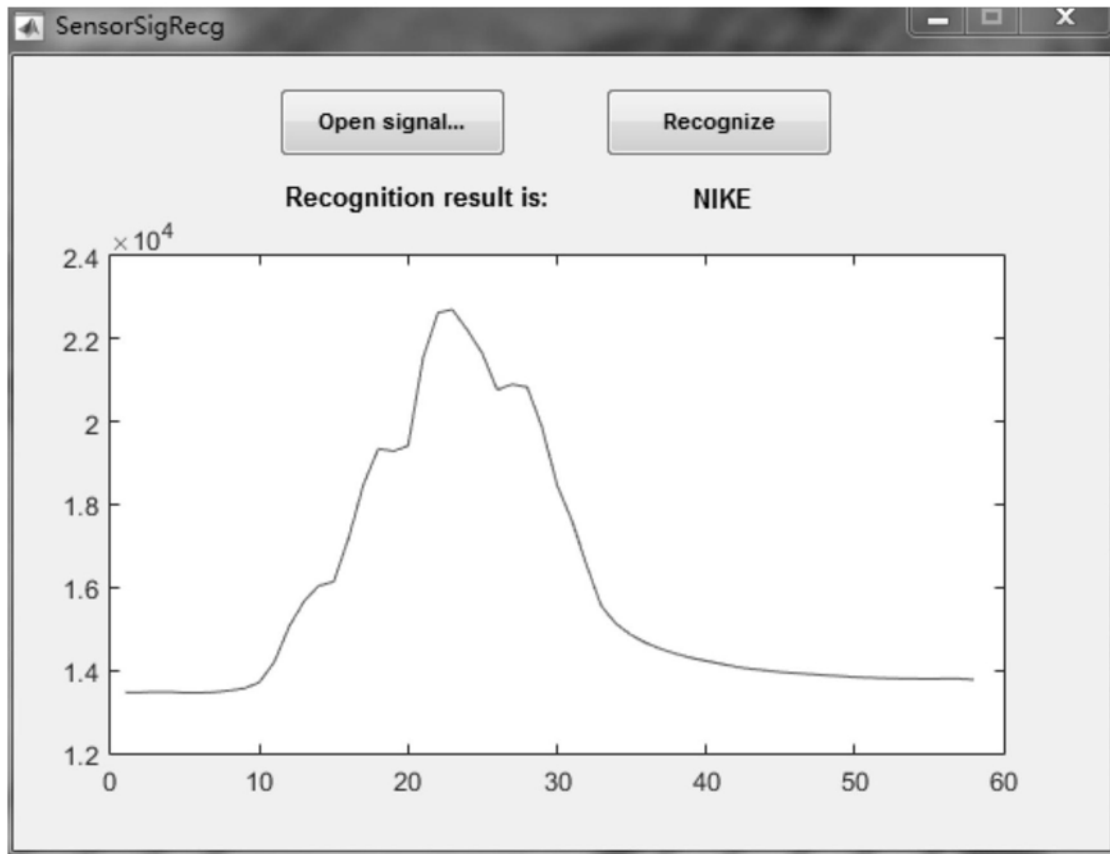 SensorSigRecg
Open signal... Recognize
Recognition result is: NIKE
×10⁴
2.4
2.2
2
1.8
1.6
1.4
1.2
0 10 20 30 40 50 60